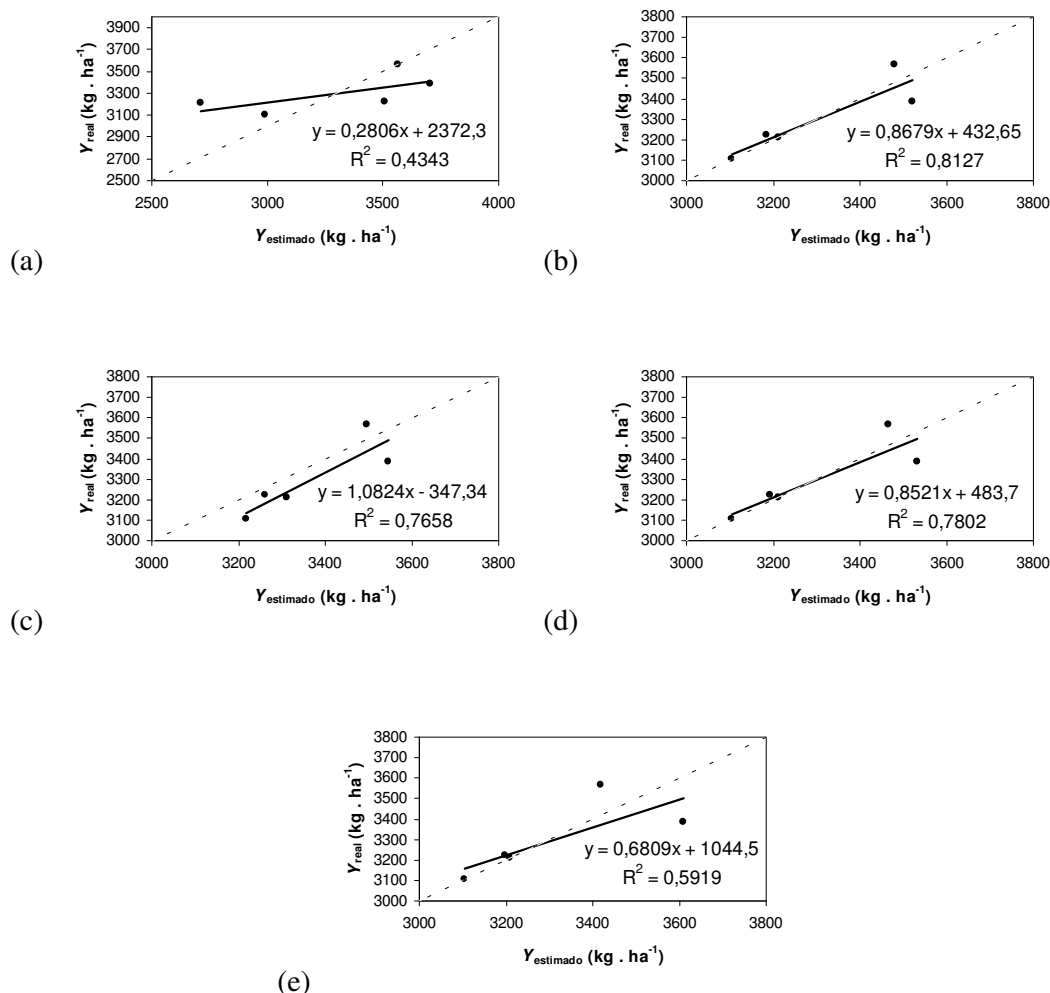 3900
3700
3500
3300
3100
2900
2700
2500
Y real (kg . ha⁻¹)
y = 0,2806x + 2372,3
R² = 0,4343
2500 3000 3500 4000
Y estimado (kg . ha⁻¹)
(a)
3800
3700
3600
3500
3400
3300
3200
3100
3000
Y real (kg . ha⁻¹)
y = 0,8679x + 432,65
R² = 0,8127
3000 3200 3400 3600 3800
Y estimado (kg . ha⁻¹)
(b)
3800
3700
3600
3500
3400
3300
3200
3100
3000
Y real (kg . ha⁻¹)
y = 1,0824x - 347,34
R² = 0,7658
3000 3200 3400 3600 3800
Y estimado (kg . ha⁻¹)
(c)
3800
3700
3600
3500
3400
3300
3200
3100
3000
Y real (kg . ha⁻¹)
y = 0,8521x + 483,7
R² = 0,7802
3000 3200 3400 3600 3800
Y estimado (kg . ha⁻¹)
(d)
3800
3700
3600
3500
3400
3300
3200
3100
3000
Y real (kg . ha⁻¹)
y = 0,6809x + 1044,5
R² = 0,5919
3000 3200 3400 3600 3800
Y estimado (kg . ha⁻¹)
(e)